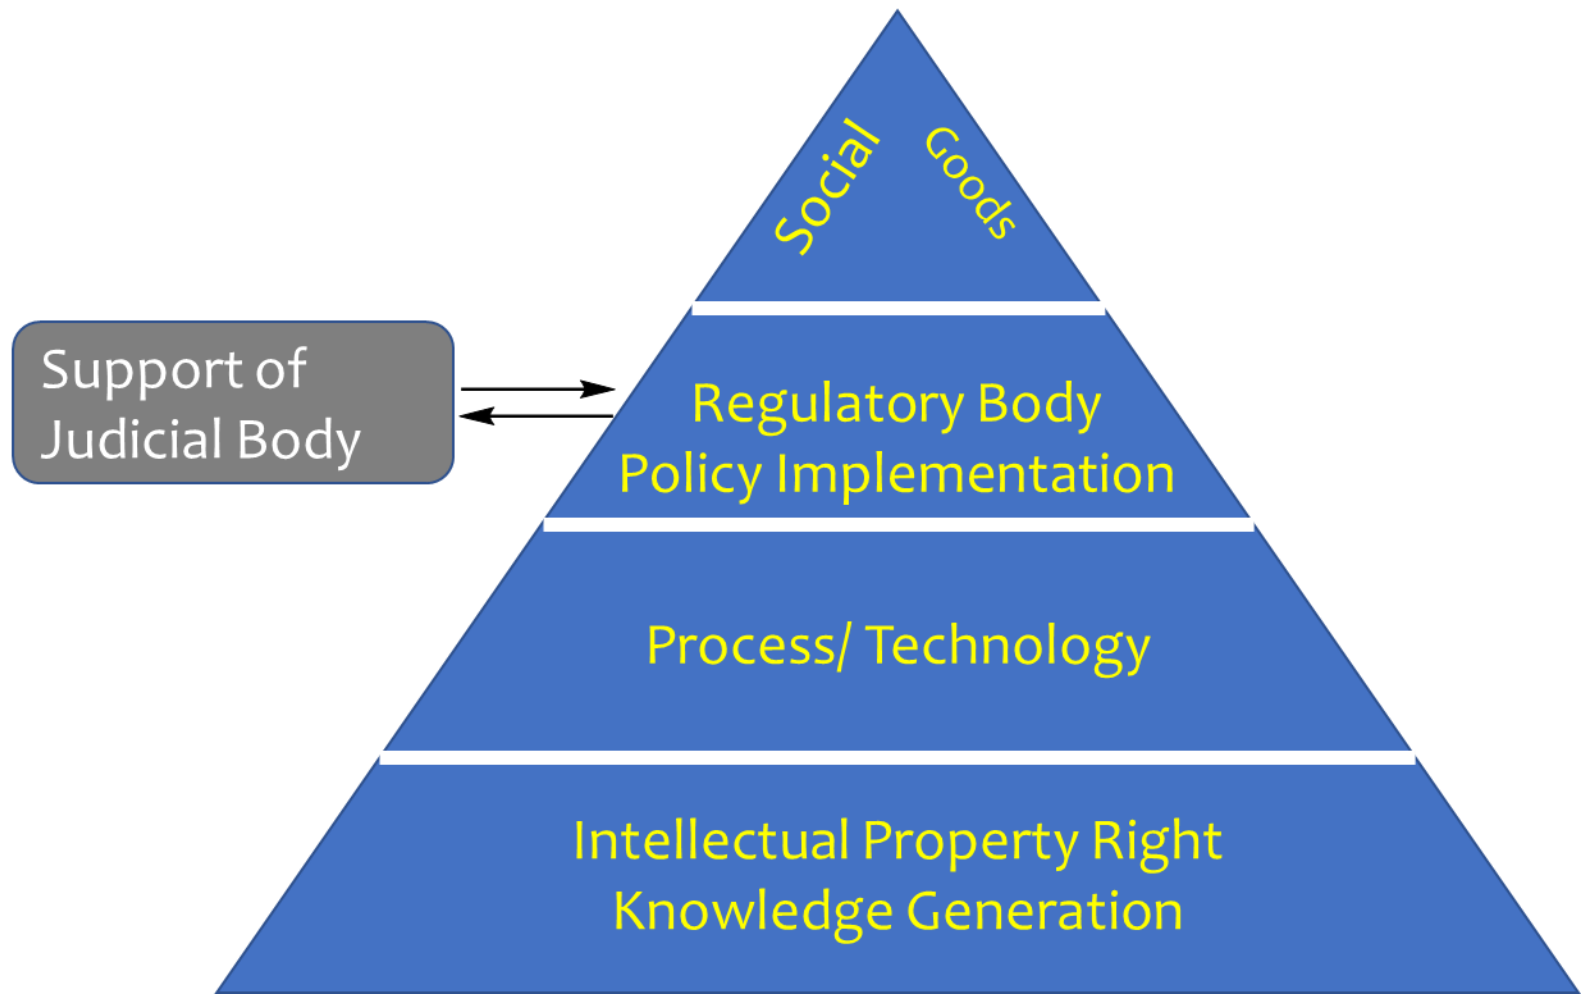 Social Goods
Support of
Judicial Body
Regulatory Body
Policy Implementation
Process/ Technology
Intellectual Property Right
Knowledge Generation